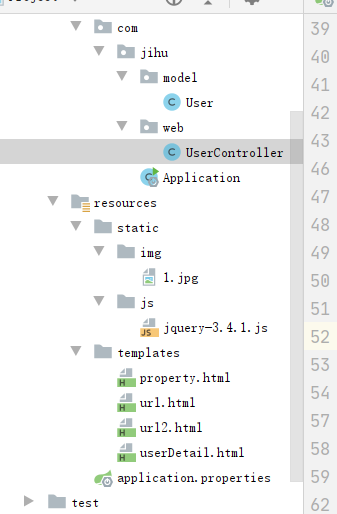 com
39
40
jihu
41
model
42
User
43
web
46
UserController
47
Application
48
resources
49
static
48
img
50
1.jpg
51
js
52
jquery-3.4.1.js
53
templates
54
property.html
57
url.html
58
url2.html
59
userDetail.html
application.properties
62
test